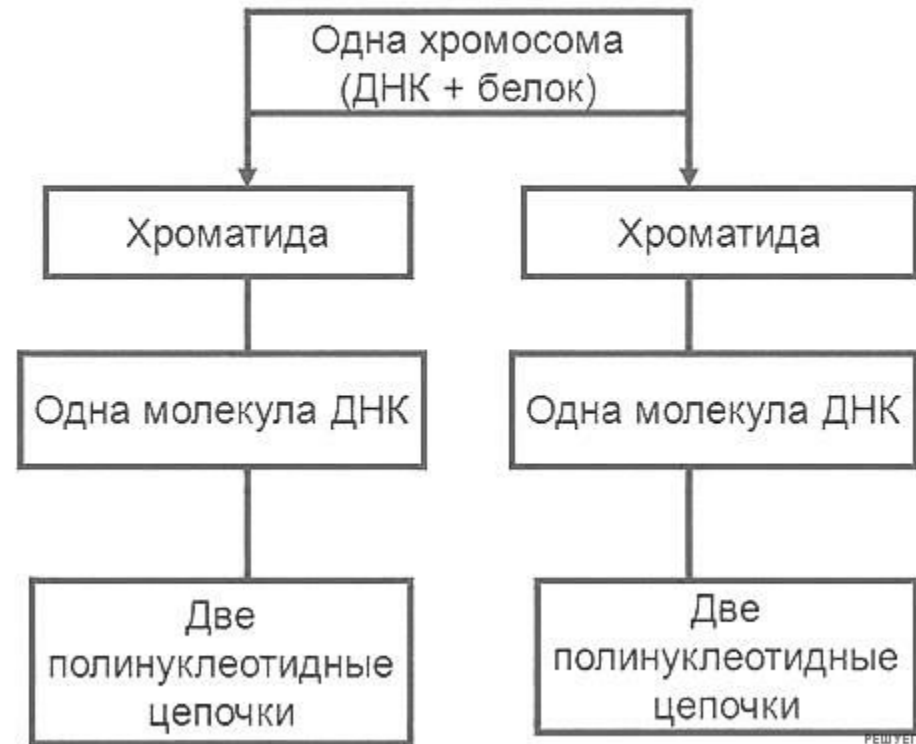 Одна хромосома
(ДНК + белок)
Хроматида
Хроматида
Одна молекула ДНК
Одна молекула ДНК
Две
полинуклеотидные
цепочки
Две
полинуклеотидные
цепочки